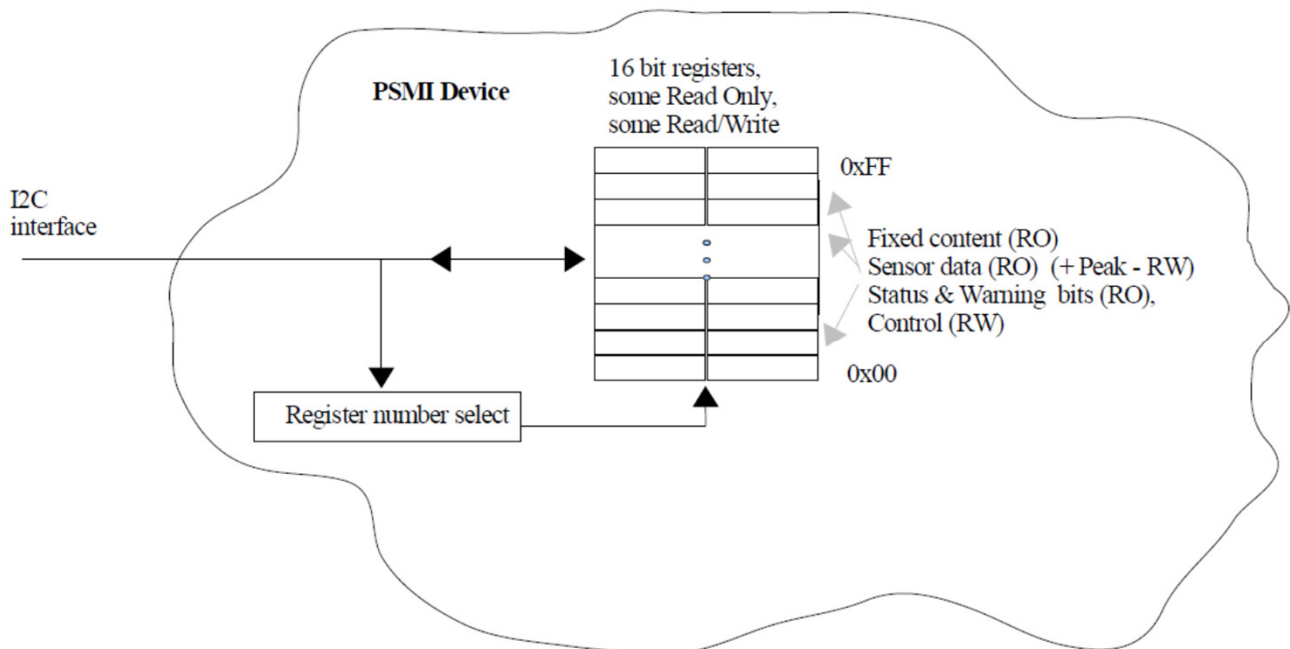 PSMI Device
16 bit registers,
some Read Only,
some Read/Write
0xFF
I2C
interface
Fixed content (RO)
Sensor data (RO) (+ Peak - RW)
Status & Warning bits (RO),
Control (RW)
0x00
Register number select